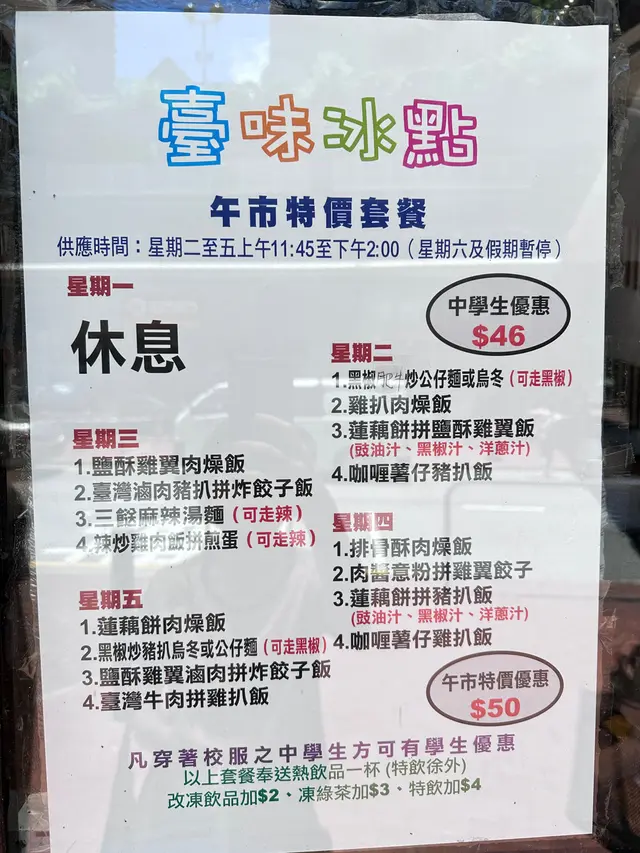 臺味冰點
午市特價套餐
供應時間：星期二至五上午11:45至下午2:00（星期六及假期暫停）
星期一
休息
中學生優惠
$46
星期二
1.黑椒肥牛炒公仔麵或烏冬（可走黑椒）
2.雞扒肉燥飯
3.蓮藕餅拼鹽酥雞翼飯
(豉油汁、黑椒汁、洋蔥汁)
4.咖喱薯仔豬扒飯
星期三
1.鹽酥雞翼肉燥飯
2.臺灣滷肉豬扒拼炸餃子飯
3.三餸麻辣湯麵（可走辣）
4.辣炒雞肉飯拼煎蛋（可走辣）
星期四
1.排骨酥肉燥飯
2.肉醬意粉拼雞翼餃子
3.蓮藕餅拼豬扒飯
(豉油汁、黑椒汁、洋蔥汁)
4.咖喱薯仔雞扒飯
星期五
1.蓮藕餅肉燥飯
2.黑椒炒豬扒烏冬或公仔麵（可走黑椒）
3.鹽酥雞翼滷肉拼炸餃子飯
4.臺灣牛肉拼雞扒飯
午市特價優惠
$50
凡穿著校服之中學生方可有學生優惠
以上套餐奉送熱飲品一杯 (特飲徐外)
改凍飲品加$2、凍綠茶加$3、特飲加$4